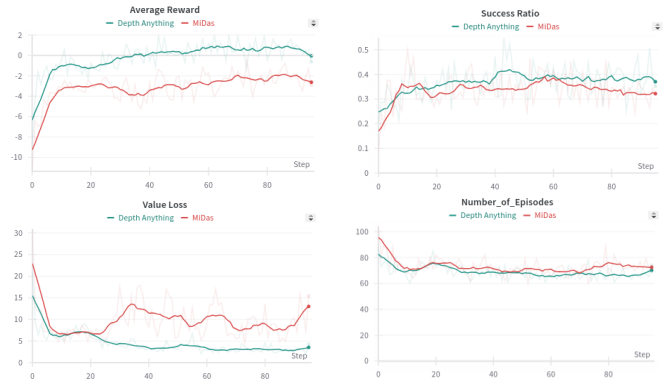 Average Reward
Depth Anything MiDas
2
0
-2
-4
-6
-8
-10
Step
0 20 40 60 80
Success Ratio
Depth Anything MiDas
0.5
0.4
0.3
0.2
0.1
0
Step
0 20 40 60 80
Value Loss
Depth Anything MiDas
30
25
20
15
10
5
0
Step
0 20 40 60 80
Number_of_Episodes
Depth Anything MiDas
100
80
60
40
20
0
Step
0 20 40 60 80